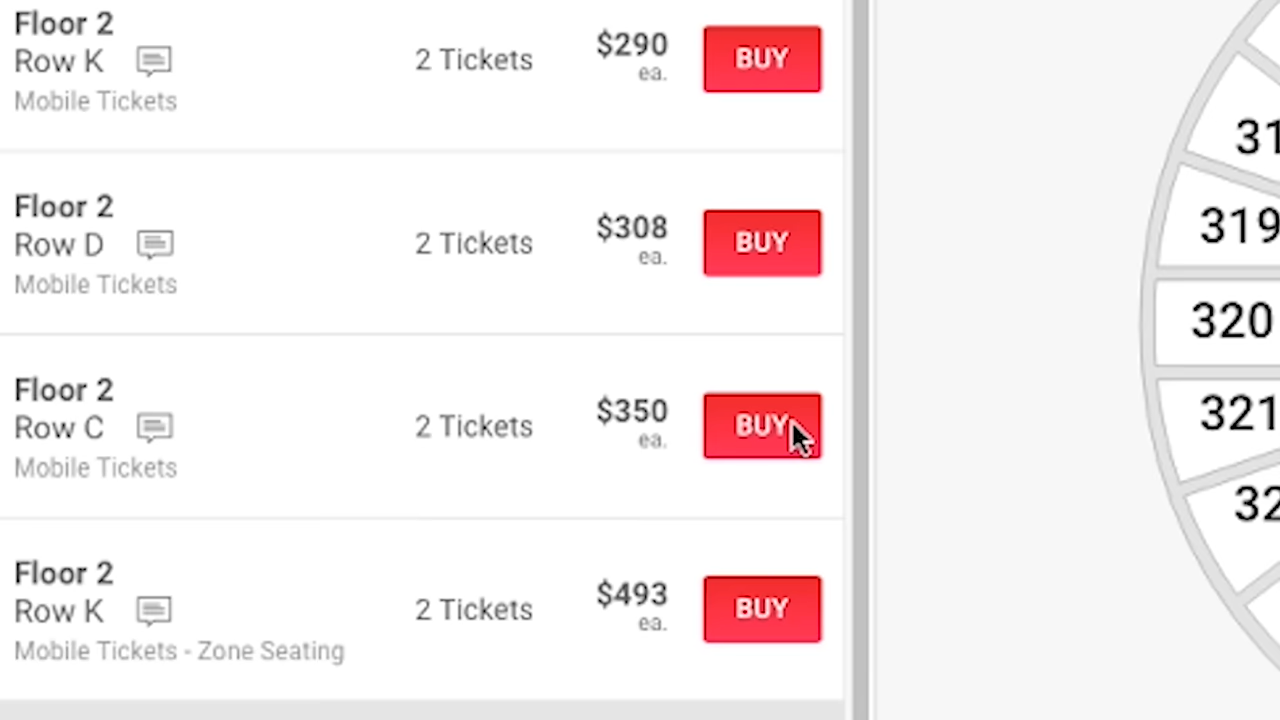 Floor 2
Row K
Mobile Tickets
2 Tickets
$290
ea.
BUY
Floor 2
Row D
Mobile Tickets
2 Tickets
$308
ea.
BUY
Floor 2
Row C
Mobile Tickets
2 Tickets
$350
ea.
BUY
Floor 2
Row K
Mobile Tickets - Zone Seating
2 Tickets
$493
ea.
BUY
31
319
320
321
32